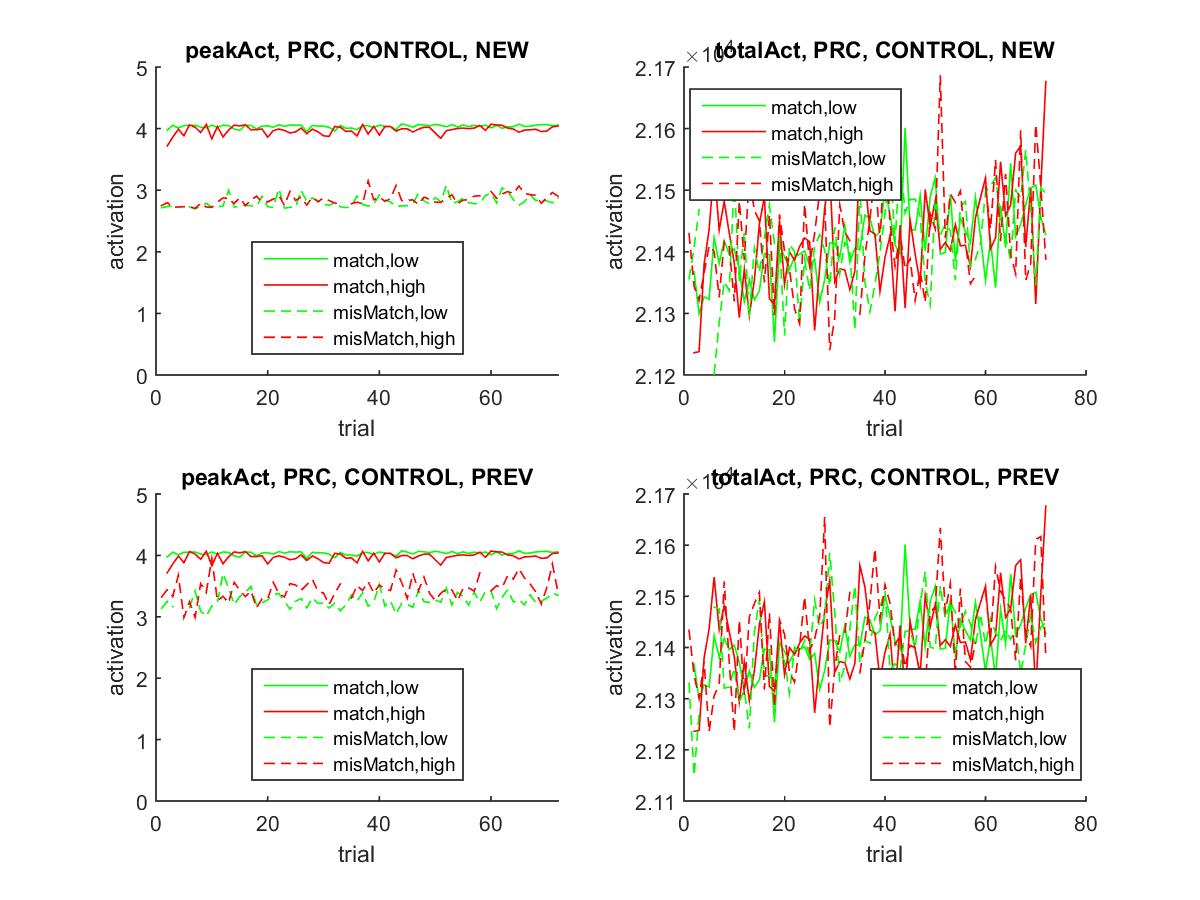 peakAct, PRC, CONTROL, NEW
5
4
3
2
1
0
activation
match,low
match,high
misMatch,low
misMatch,high
0 20 40 60
trial
totalAct, PRC, CONTROL, NEW
×10⁴
2.17
2.16
2.15
2.14
2.13
2.12
activation
match,low
match,high
misMatch,low
misMatch,high
0 20 40 60 80
trial
peakAct, PRC, CONTROL, PREV
5
4
3
2
1
0
activation
match,low
match,high
misMatch,low
misMatch,high
0 20 40 60
trial
totalAct, PRC, CONTROL, PREV
×10⁴
2.17
2.16
2.15
2.14
2.13
2.12
2.11
activation
match,low
match,high
misMatch,low
misMatch,high
0 20 40 60 80
trial